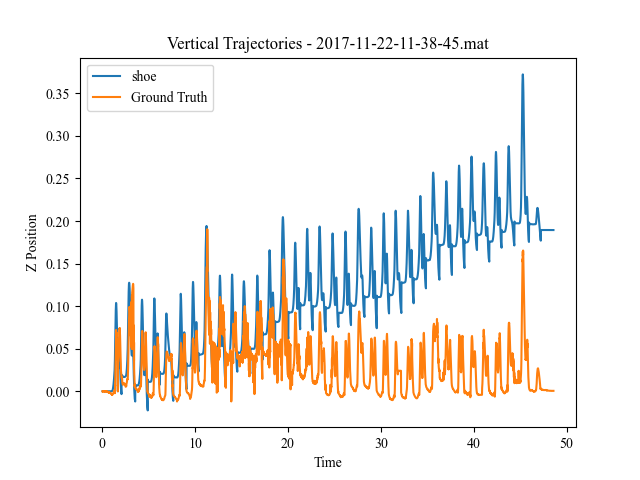 Vertical Trajectories - 2017-11-22-11-38-45.mat
shoe
Ground Truth
0.35
0.30
0.25
0.20
0.15
0.10
0.05
0.00
Z Position
0 10 20 30 40 50
Time